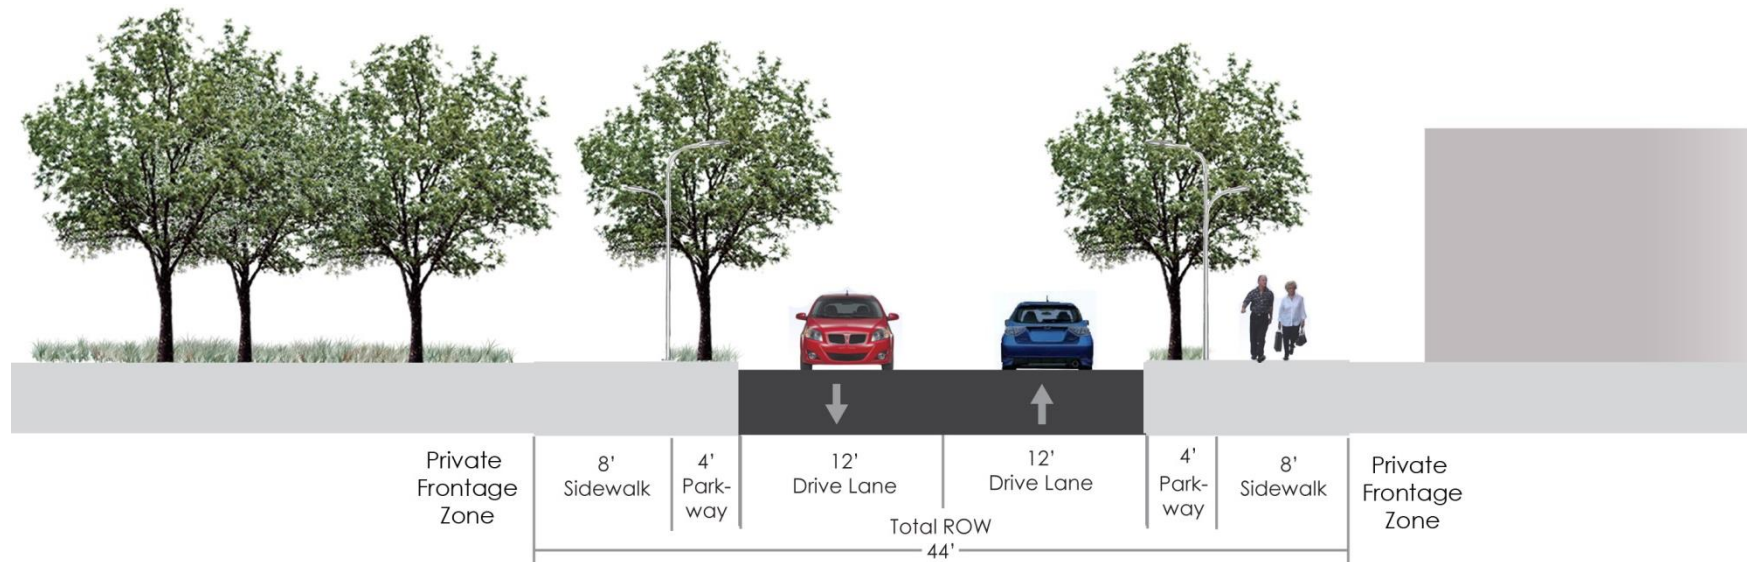 Private
Frontage
Zone
8'
Sidewalk
4'
Park-
way
12'
Drive Lane
12'
Drive Lane
4'
Park-
way
8'
Sidewalk
Private
Frontage
Zone
Total ROW
44'